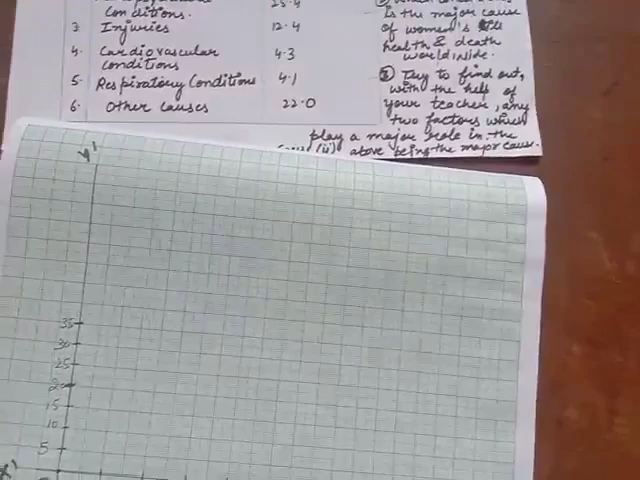 Conditions.
25.4
3. Injuries
12.4
4. Cardiovascular
conditions
4.3
5. Respiratory Conditions
4.1
6. Other causes
22.0
is the major cause
of women's ill
health & death
worldwide.
Try to find out,
with the help of
your teacher, any
two factors which
play a major role in the
(ii) above being the major cause.
Y'
35
30
25
20
15
10
5
X'